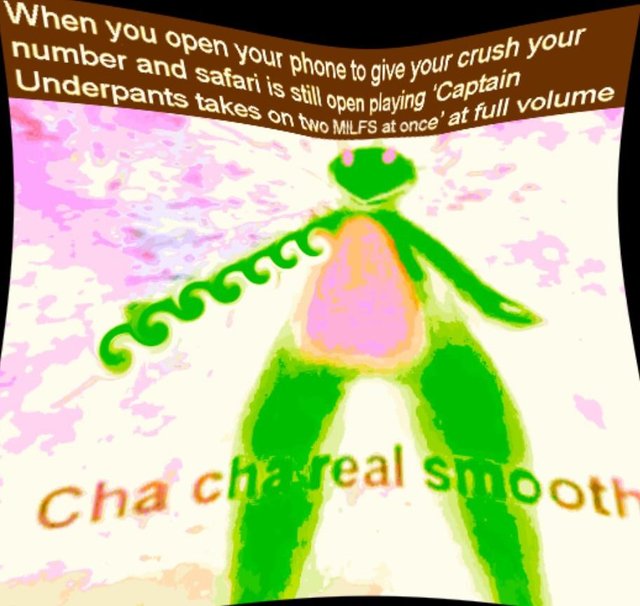 When you open your phone to give your crush your
number and safari is still open playing 'Captain
Underpants takes on two MILFS at once' at full volume
Cha cha real smooth